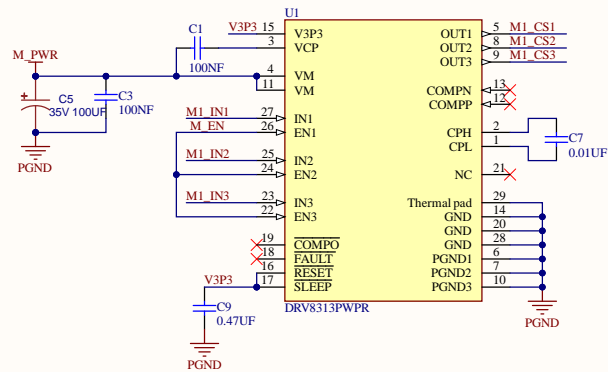 U1
C1
100NF
V3P3
15
3
V3P3
VCP
OUT1
OUT2
OUT3
5
8
9
M1_CS1
M1_CS2
M1_CS3
M_PWR
4
11
VM
VM
COMPN
COMPP
13
12
C5
35V 100UF
C3
100NF
PGND
M1_IN1
M_EN
27
26
IN1
EN1
CPH
CPL
2
1
C7
0.01UF
M1_IN2
25
24
IN2
EN2
NC
21
M1_IN3
23
22
IN3
EN3
Thermal pad
GND
GND
GND
PGND1
PGND2
PGND3
29
14
20
28
6
7
10
PGND
19
18
16
17
COMPO
FAULT
RESET
SLEEP
V3P3
C9
0.47UF
PGND
DRV8313PWPR